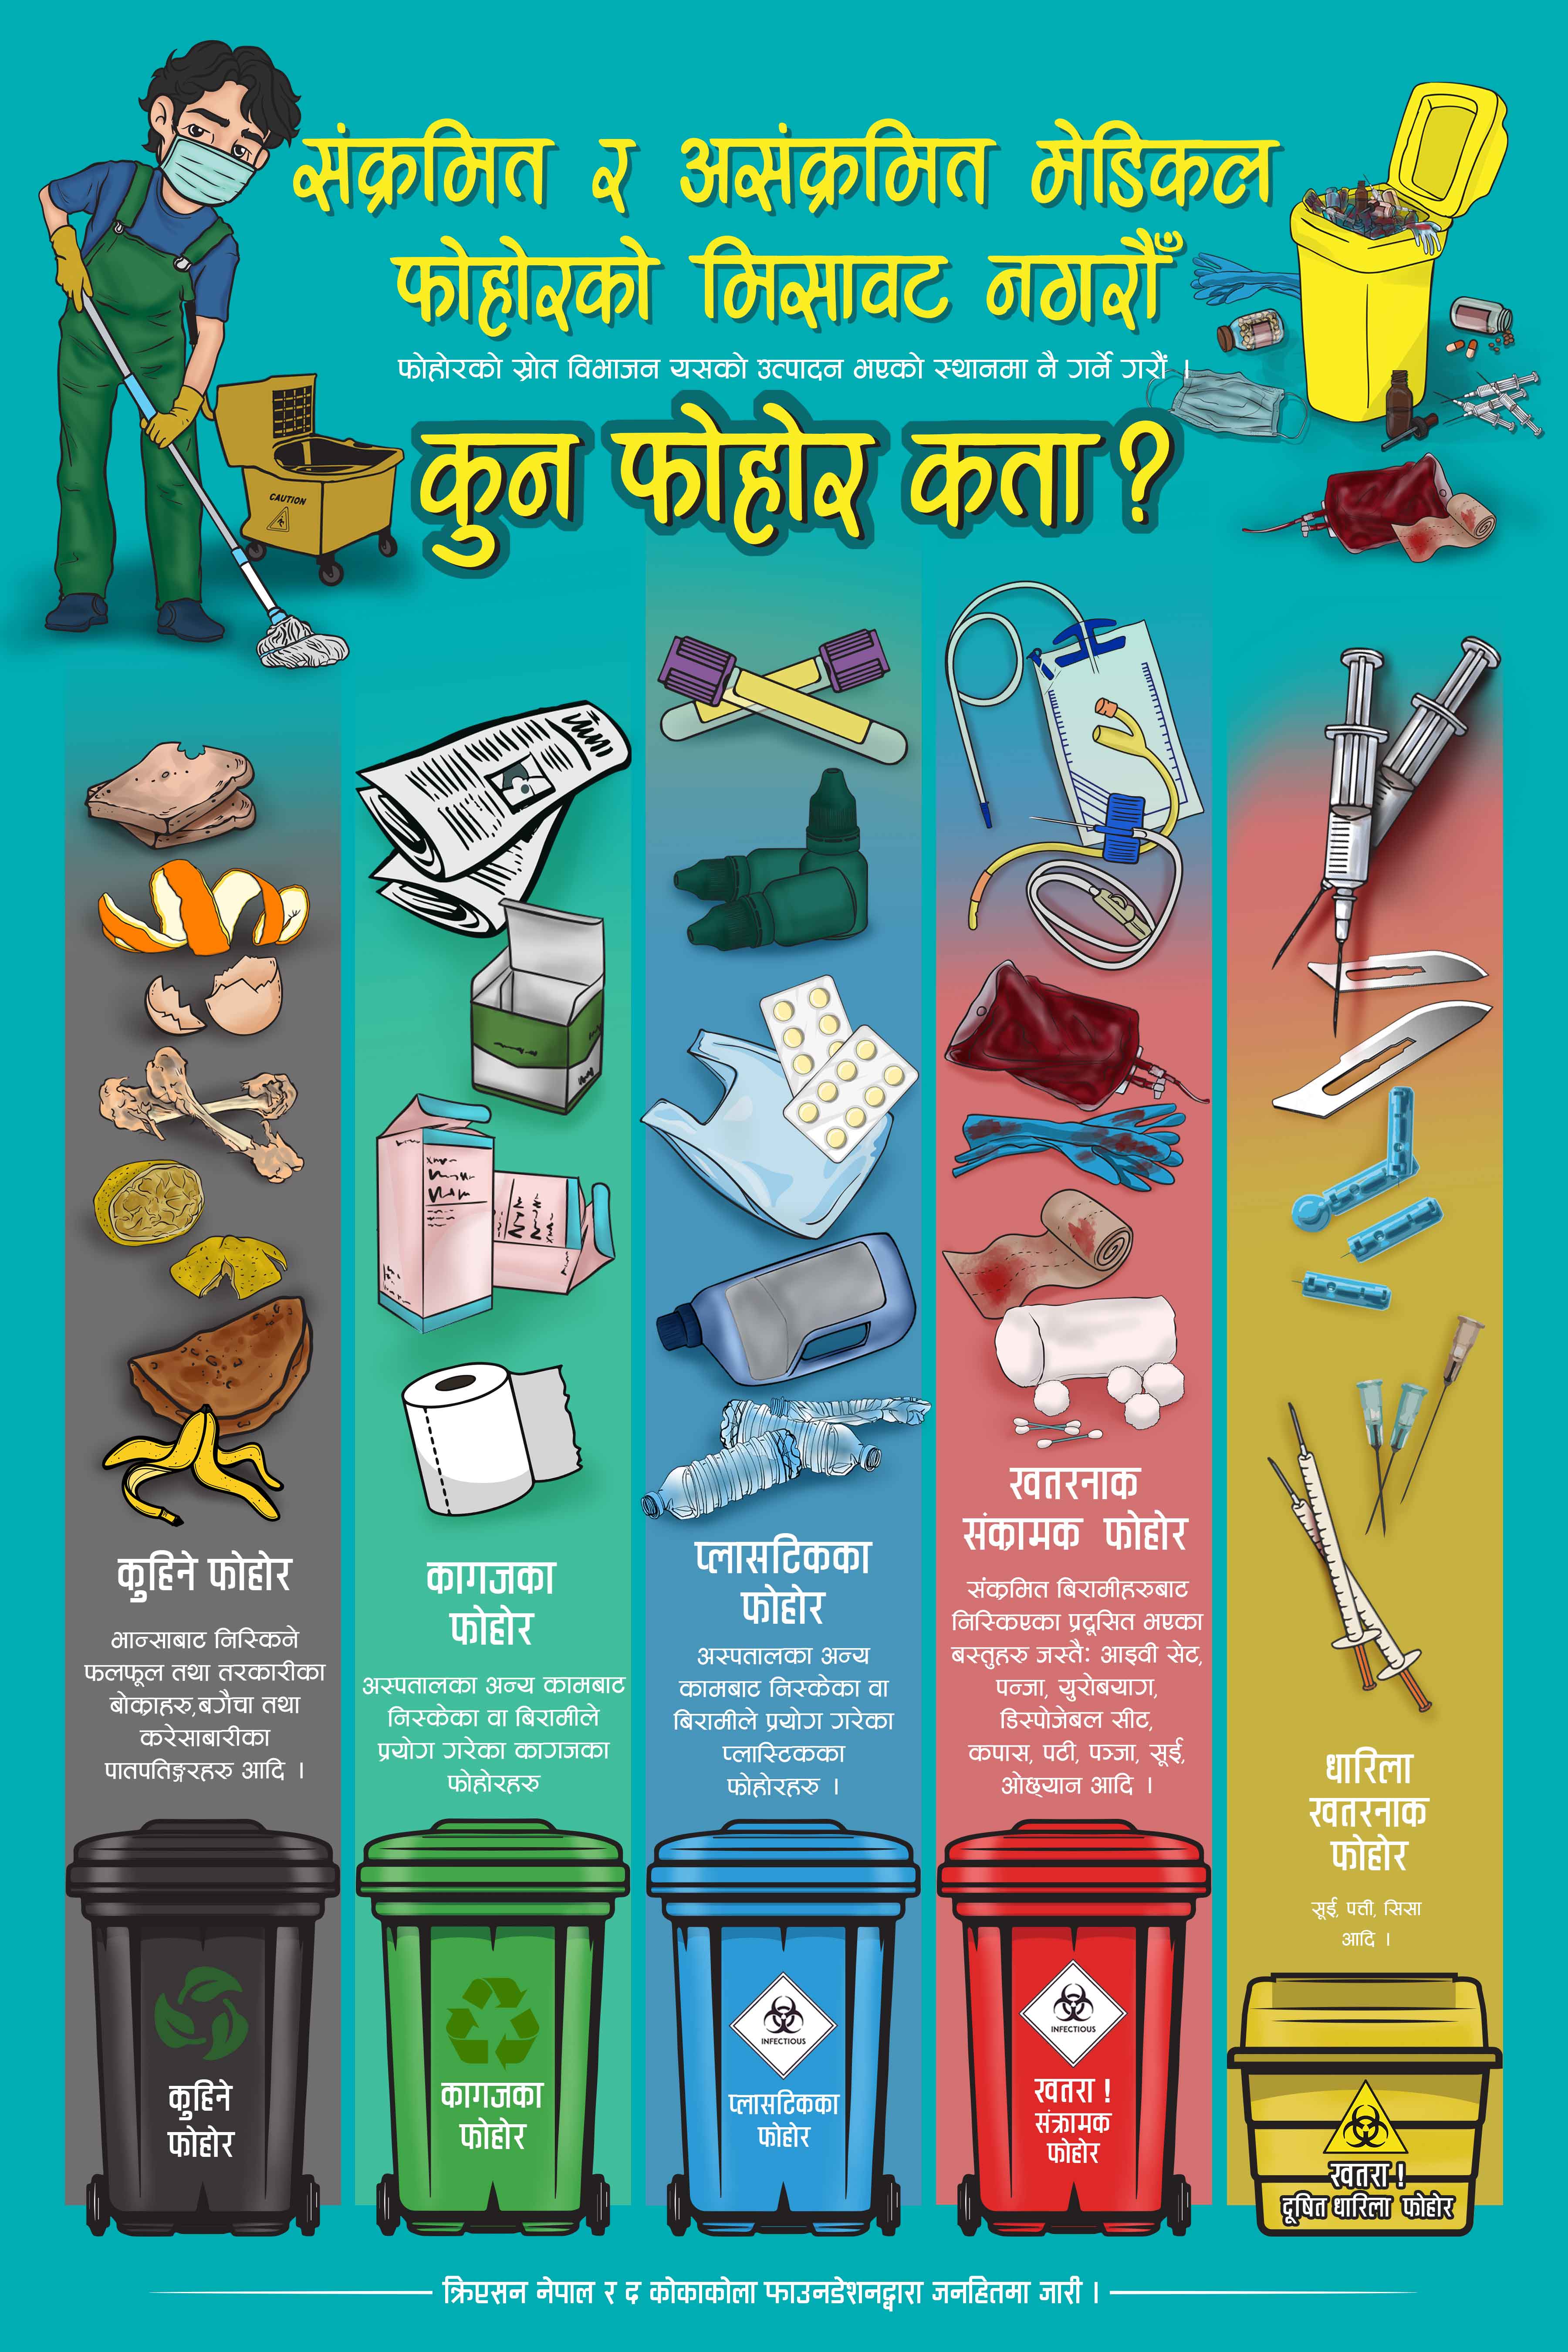 संक्रमित र असंक्रमित मेडिकल
फोहोरको मिसावट नगरौँ
फोहोरको स्रोत विभाजन यसको उत्पादन भएको स्थानमा नै गर्ने गरौं ।
कुन फोहोर कता ?
CAUTION
कुहिने फोहोर
भान्साबाट निस्किने
फलफूल तथा तरकारीका
बोक्राहरु,बगैचा तथा
करेसाबारीका
पातपतिङ्गरहरु आदि ।
कुहिने
फोहोर
कागजका
फोहोर
अस्पतालका अन्य कामबाट
निस्केका वा बिरामीले
प्रयोग गरेका कागजका
फोहोरहरु
कागजका
फोहोर
प्लासटिकका
फोहोर
अस्पतालका अन्य
कामबाट निस्केका वा
बिरामीले प्रयोग गरेका
प्लास्टिकका
फोहोरहरु ।
INFECTIOUS
प्लासटिकका
फोहोर
खतरनाक
संक्रामक फोहोर
संक्रमित बिरामीहरुबाट
निस्किएका प्रदूसित भएका
बस्तुहरु जस्तै: आइवी सेट,
पन्जा, युरोबयाग,
डिस्पोजेबल सीट,
कपास, पटी, पञ्जा, सूई,
ओछ्यान आदि ।
INFECTIOUS
खतरा !
संक्रामक
फोहोर
धारिला
खतरनाक
फोहोर
सूई, पत्ती, सिसा
आदि ।
खतरा !
दूषित धारिला फोहोर
क्रिएसन नेपाल र द कोकाकोला फाउनडेशनद्वारा जनहितमा जारी ।